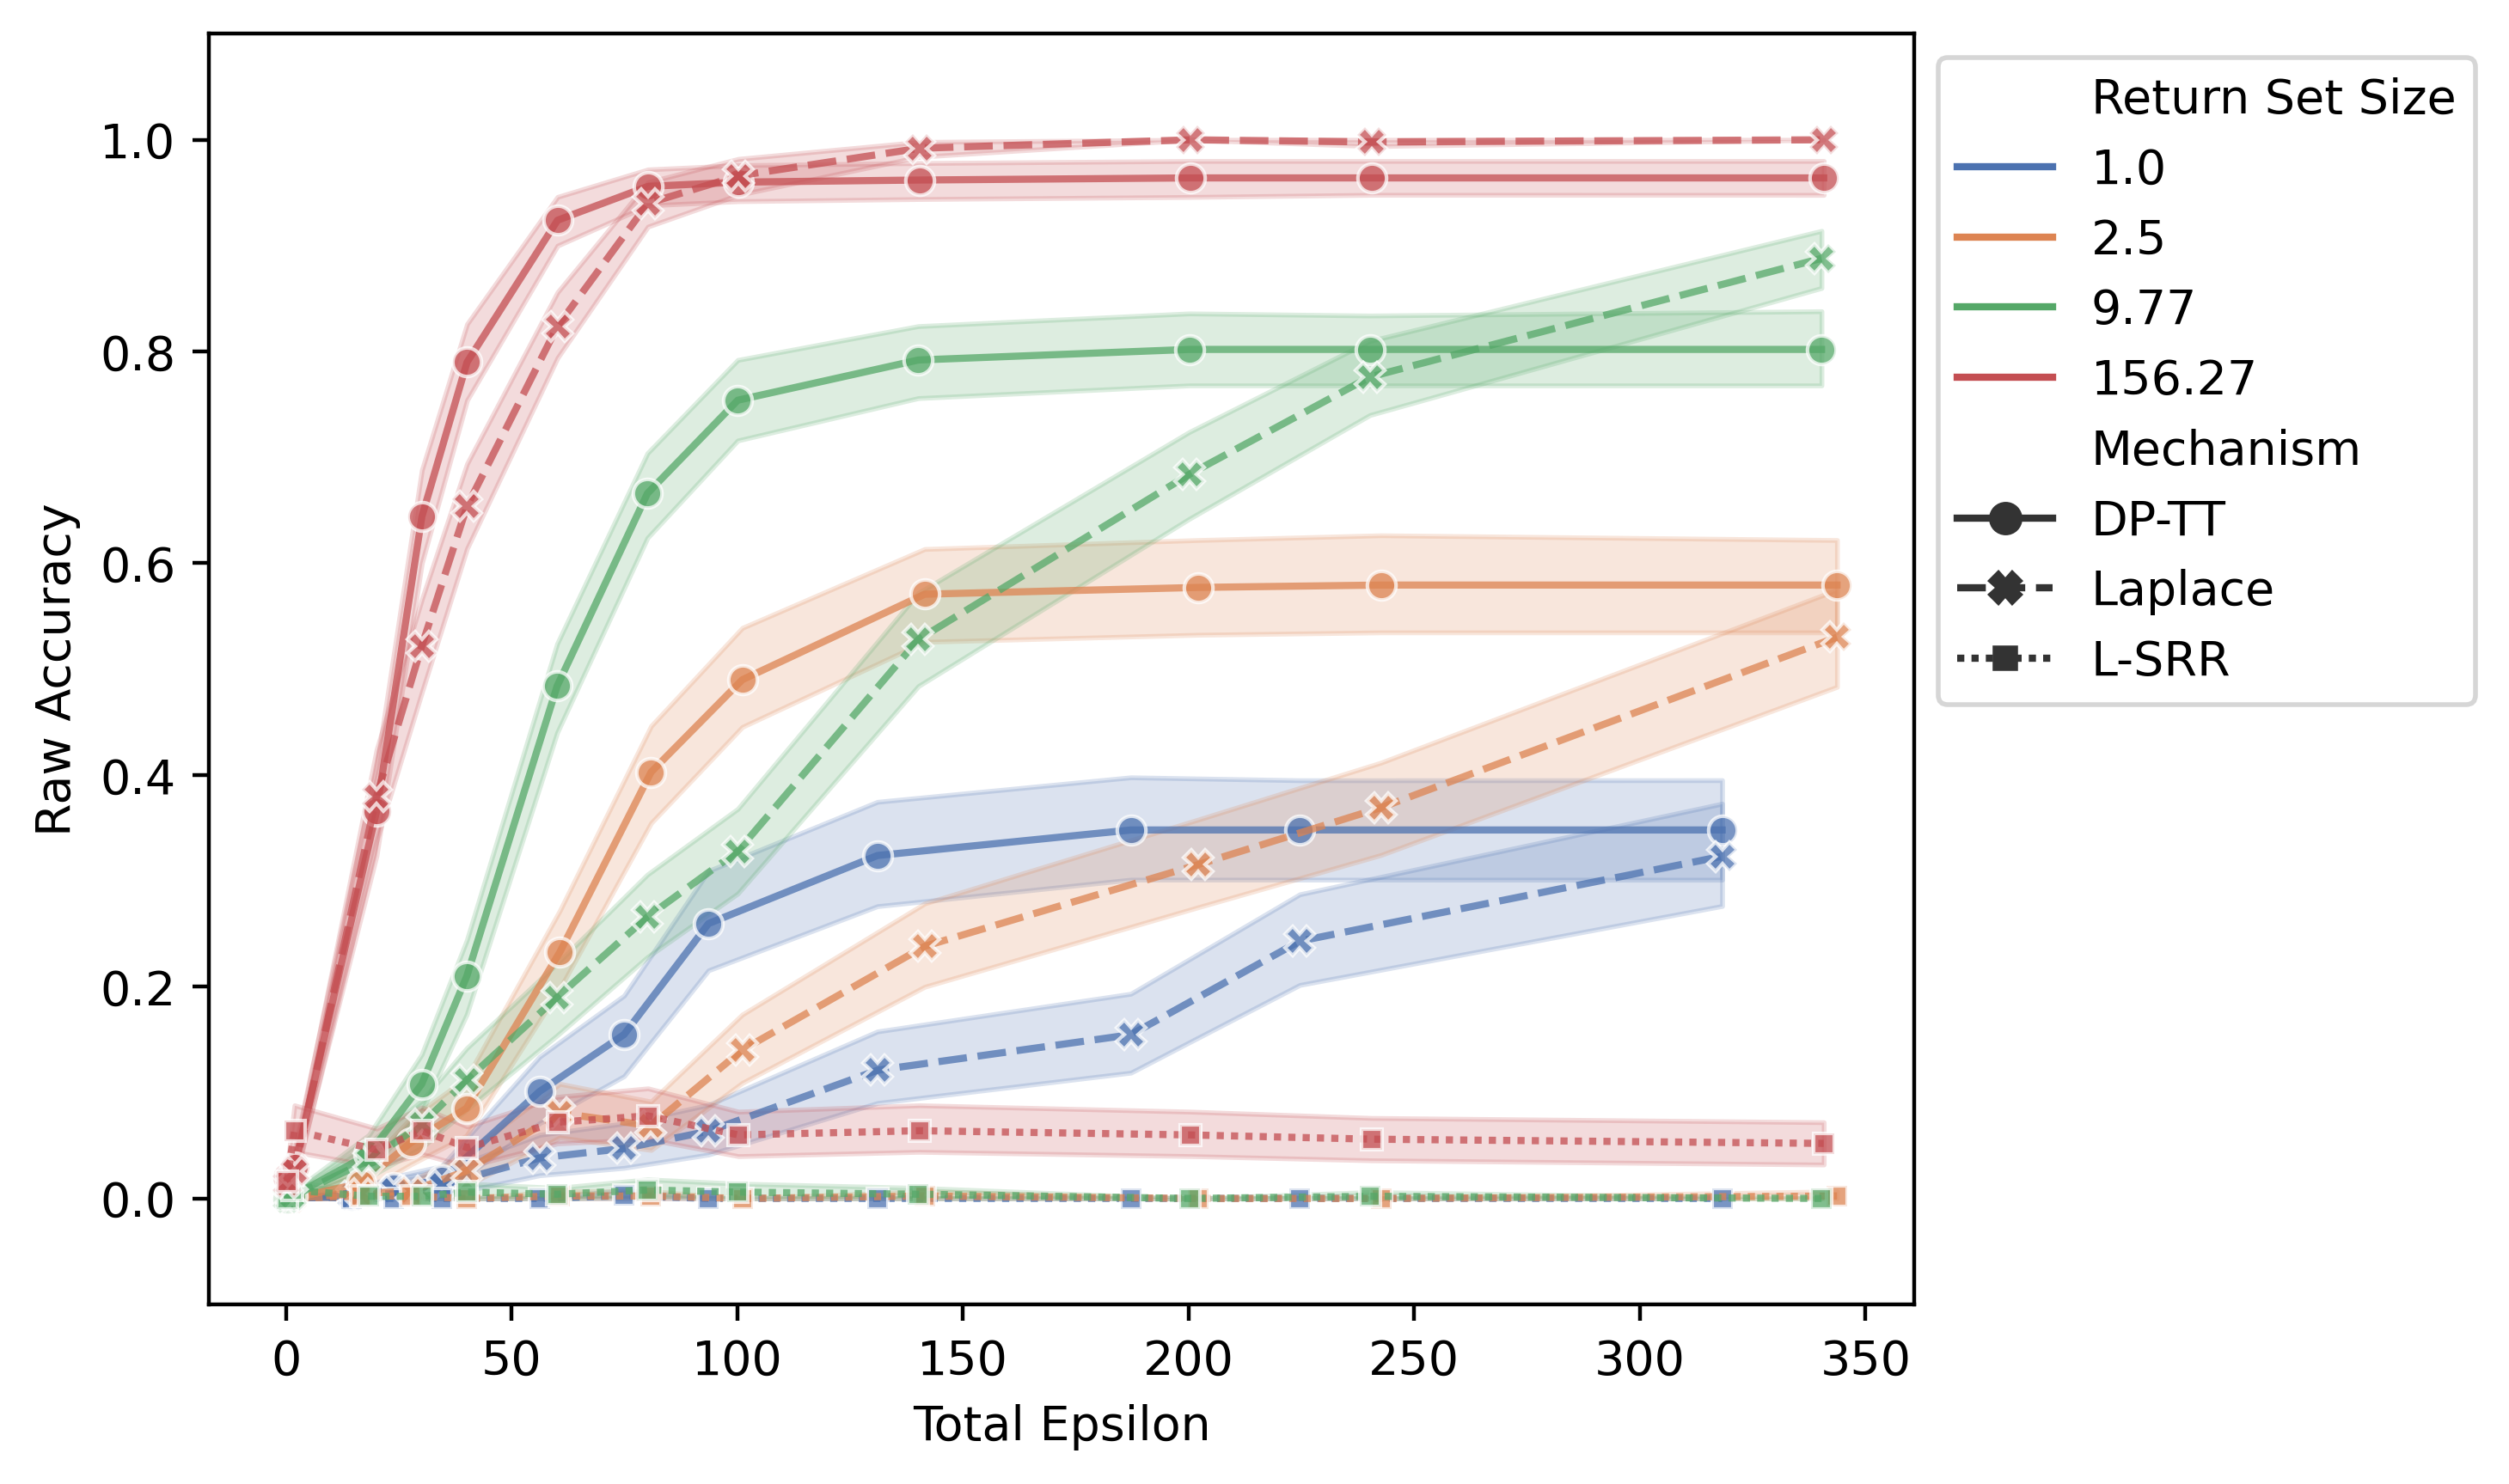 1.0
0.8
0.6
0.4
0.2
0.0
Raw Accuracy
0 50 100 150 200 250 300 350
Total Epsilon
Return Set Size
1.0
2.5
9.77
156.27
Mechanism
DP-TT
Laplace
L-SRR